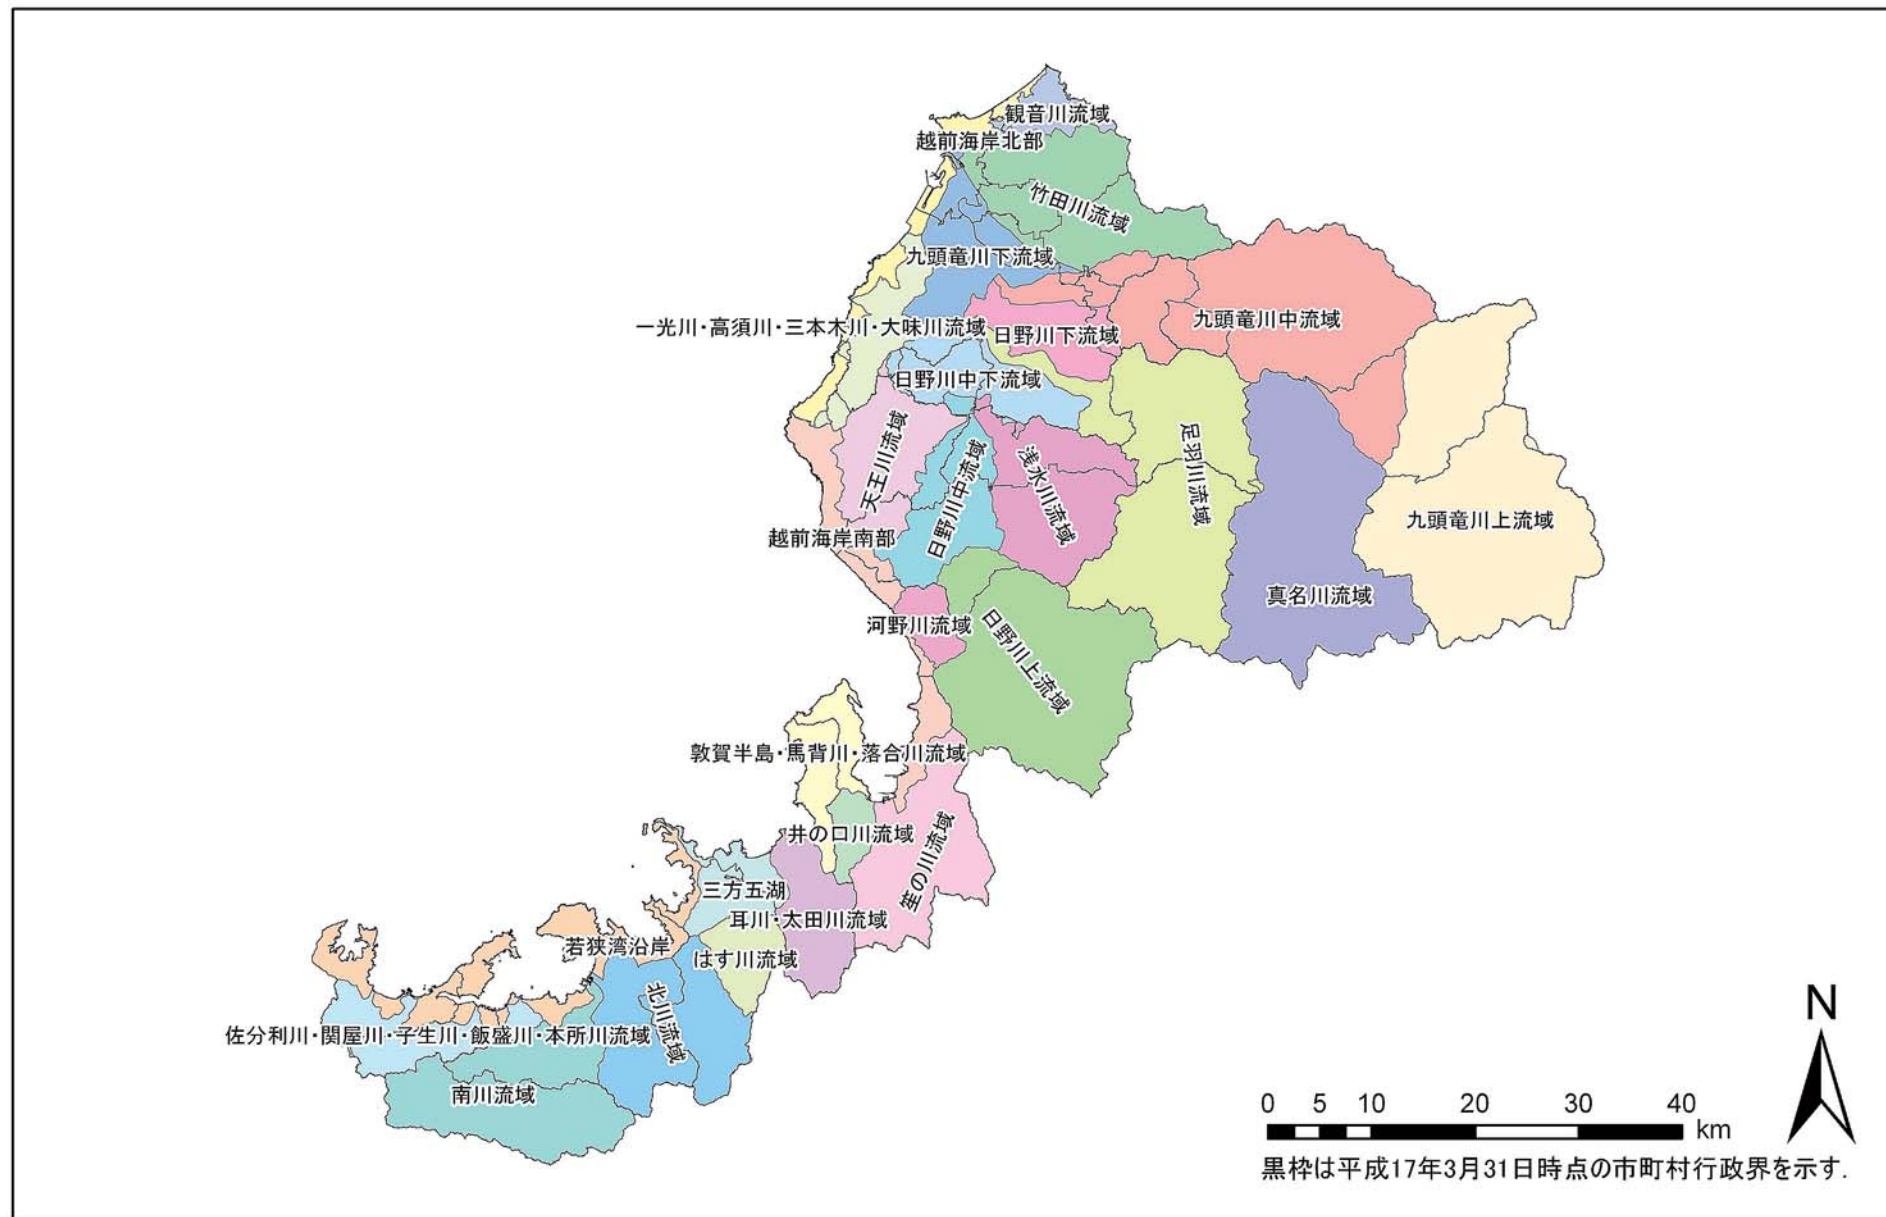 観音川流域
越前海岸北部
竹田川流域
九頭竜川下流域
九頭竜川中流域
一光川・高須川・三本木川・大味川流域
日野川下流域
日野川中下流域
天王川流域
日野川中流域
浅水川流域
足羽川流域
九頭竜川上流域
越前海岸南部
真名川流域
河野川流域
日野川上流域
敦賀半島・馬背川・落合川流域
井の口川流域
笙の川流域
三方五湖
耳川・太田川流域
若狭湾沿岸
はす川流域
北川流域
佐分利川・関屋川・子生川・飯盛川・本所川流域
南川流域
N
0 5 10 20 30 40
km
黒枠は平成17年3月31日時点の市町村行政界を示す.